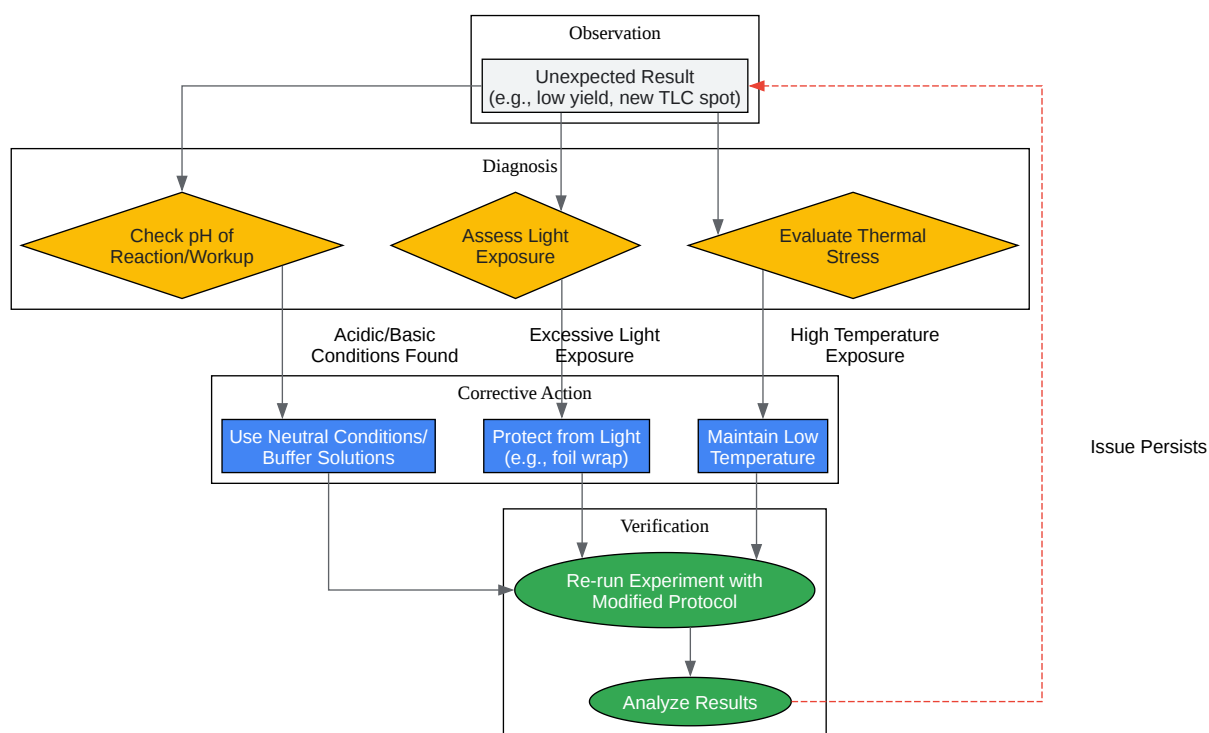 Observation
Unexpected Result
(e.g., low yield, new TLC spot)
Diagnosis
Check pH of
Reaction/Workup
Assess Light
Exposure
Evaluate Thermal
Stress
Acidic/Basic
Conditions Found
Excessive Light
Exposure
High Temperature
Exposure
Corrective Action
Use Neutral Conditions/
Buffer Solutions
Protect from Light
(e.g., foil wrap)
Maintain Low
Temperature
Issue Persists
Verification
Re-run Experiment with
Modified Protocol
Analyze Results